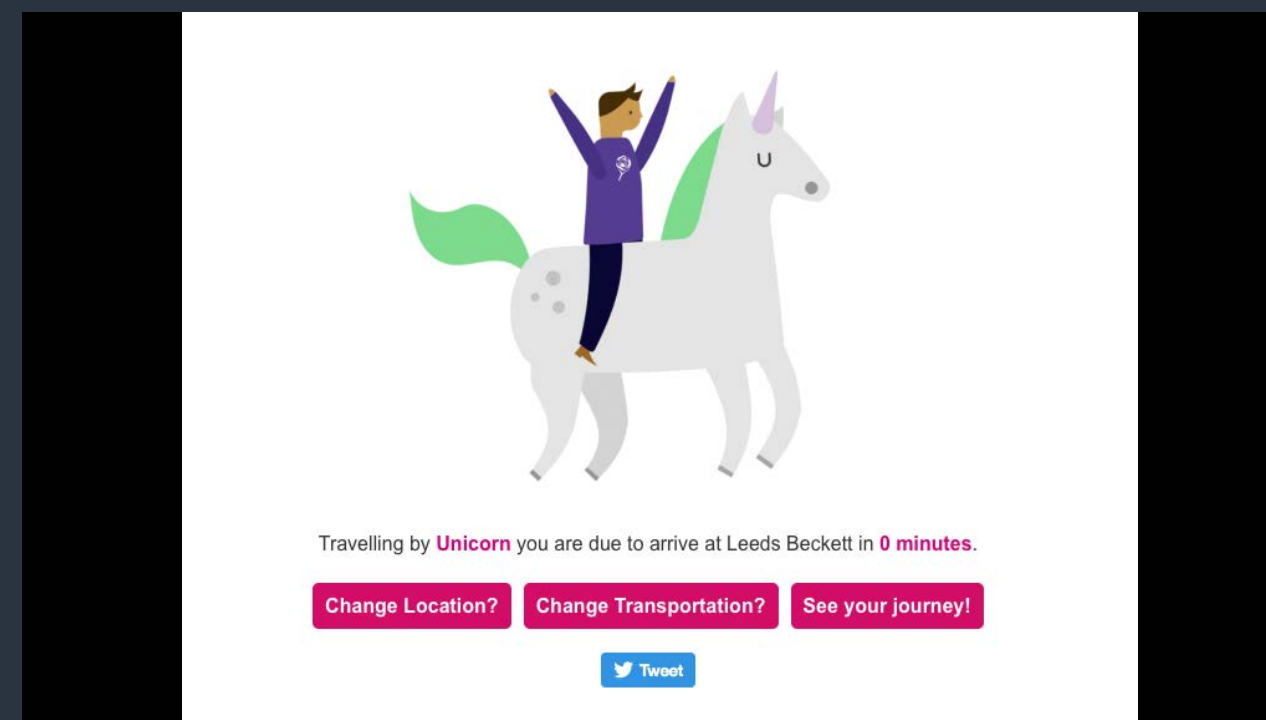 Travelling by Unicorn you are due to arrive at Leeds Beckett in 0 minutes.
Change Location? Change Transportation? See your journey!
Tweet